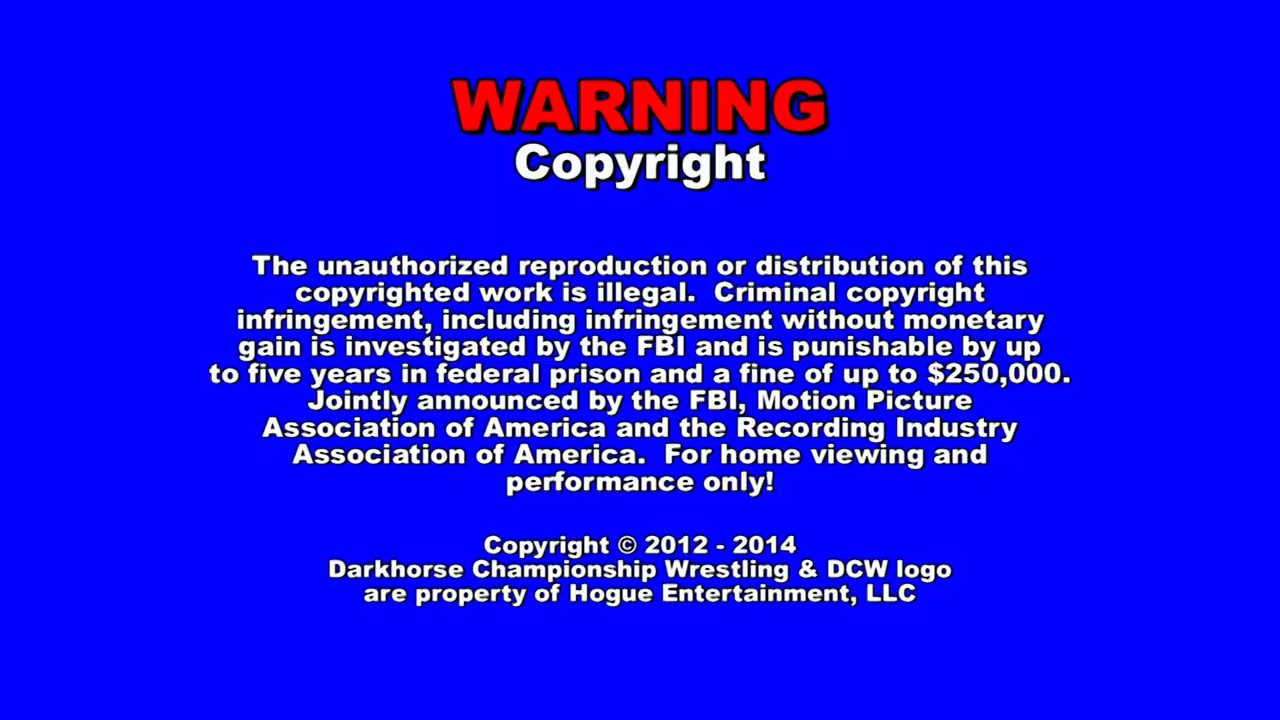 WARNING
Copyright
The unauthorized reproduction or distribution of this
copyrighted work is illegal.  Criminal copyright
infringement, including infringement without monetary
gain is investigated by the FBI and is punishable by up
to five years in federal prison and a fine of up to $250,000.
Jointly announced by the FBI, Motion Picture
Association of America and the Recording Industry
Association of America.  For home viewing and
performance only!
Copyright © 2012 - 2014
Darkhorse Championship Wrestling & DCW logo
are property of Hogue Entertainment, LLC